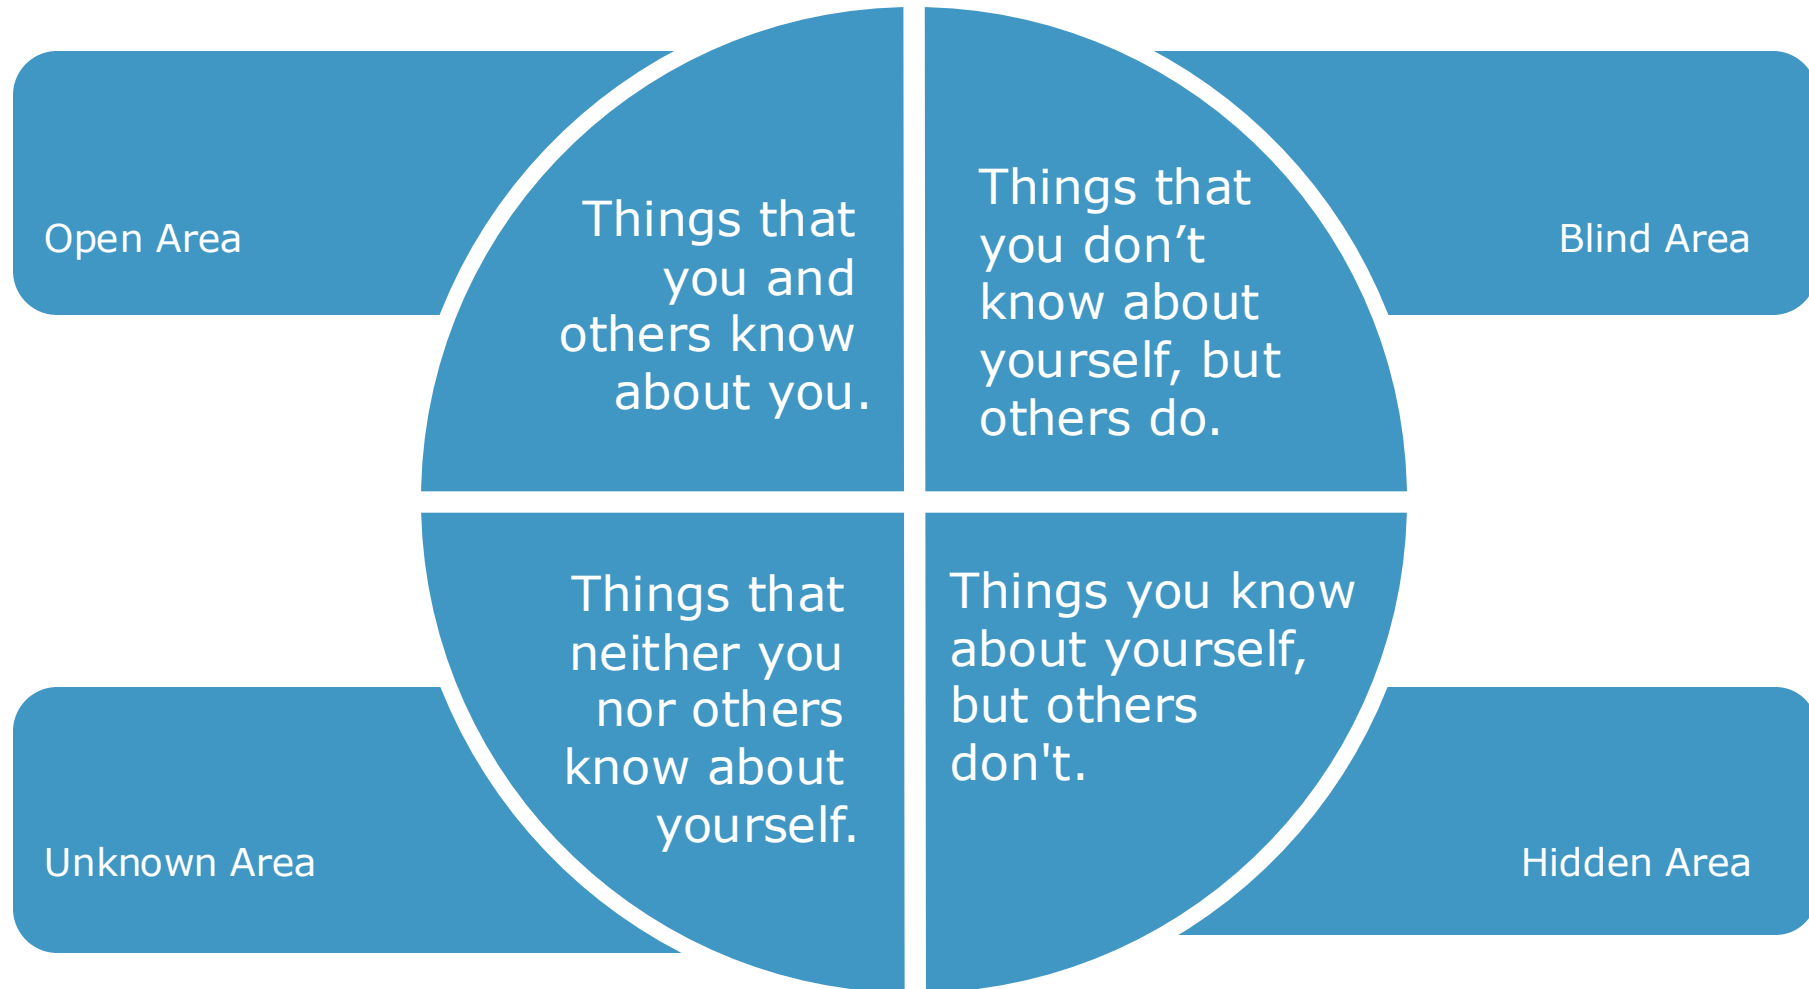 Open Area
Things that
you and
others know
about you.
Things that
you don’t
know about
yourself, but
others do.
Blind Area
Unknown Area
Things that
neither you
nor others
know about
yourself.
Things you know
about yourself,
but others
don't.
Hidden Area